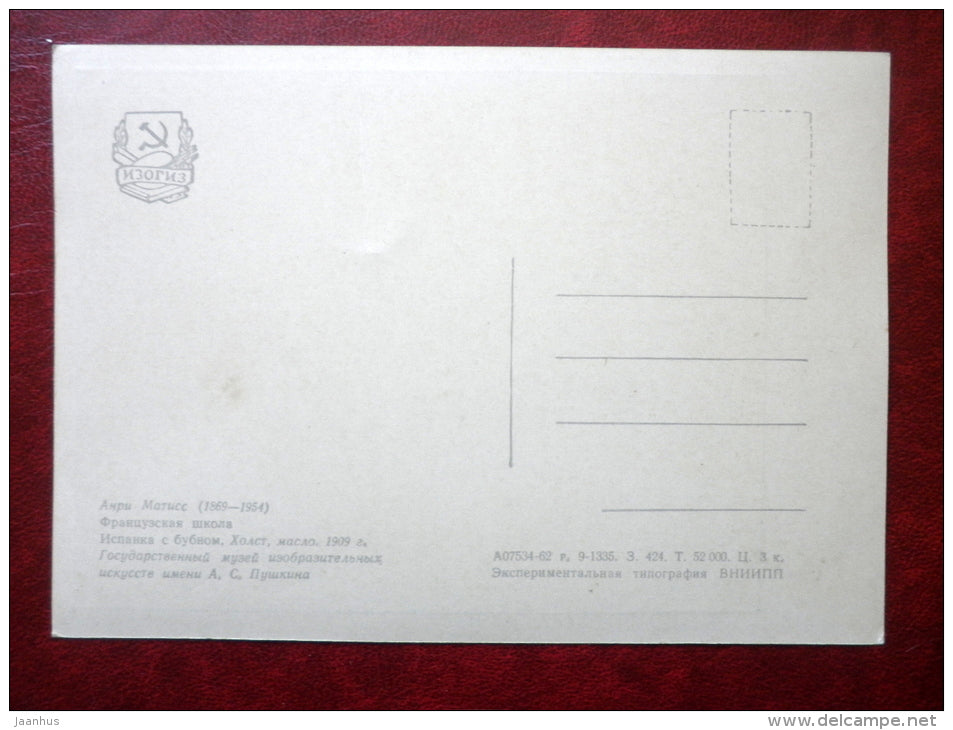 ИЗОГИЗ
Анри Матисс (1869—1954)
Французская школа
Испанка с бубном. Холст, масло. 1909 г.
Государственный музей изобразительных
искусств имени А. С. Пушкина
А07534-62 г. 9-1335. З. 424. Т. 52 000. Ц. 3 к.
Экспериментальная типография ВНИИПП
Jaanhus
www.delcampe.net